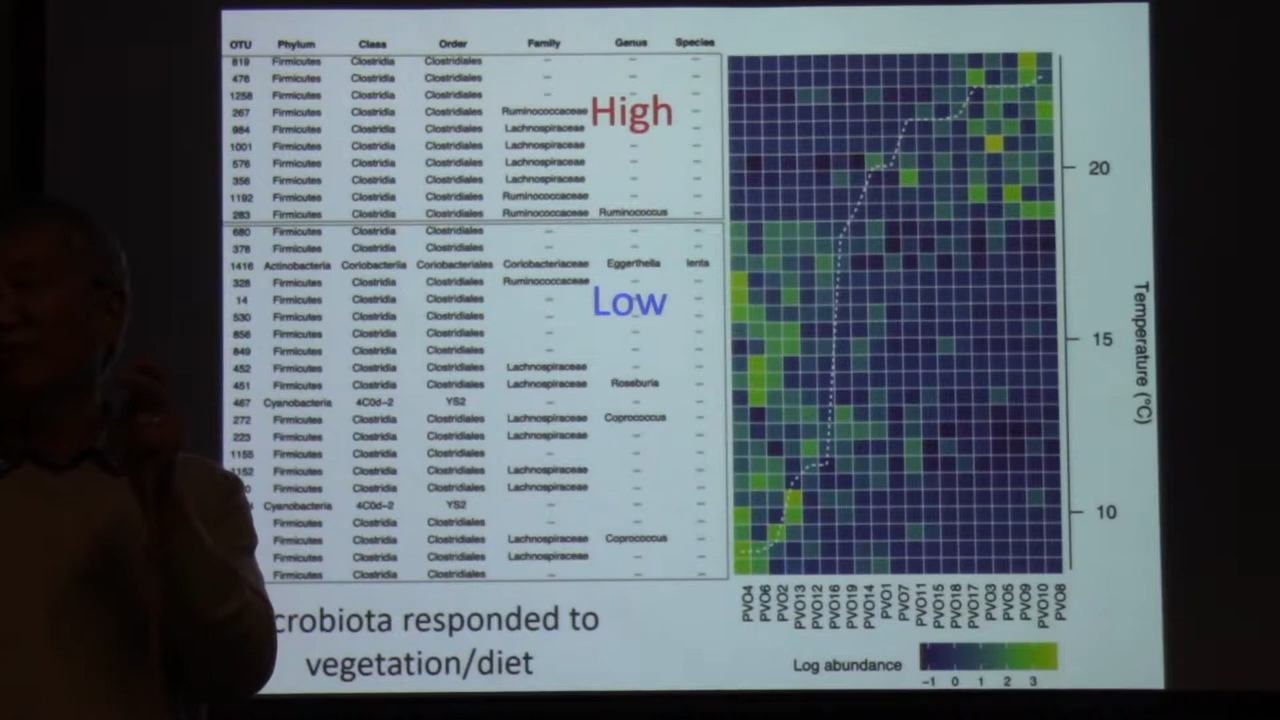 OTU Phylum Class Order Family Genus Species
819 Firmicutes Clostridia Clostridiales – – –
476 Firmicutes Clostridia Clostridiales – – –
1258 Firmicutes Clostridia Clostridiales – – –
267 Firmicutes Clostridia Clostridiales Ruminococcaceae – –
984 Firmicutes Clostridia Clostridiales Lachnospiraceae – –
1001 Firmicutes Clostridia Clostridiales Lachnospiraceae – –
576 Firmicutes Clostridia Clostridiales Lachnospiraceae – –
356 Firmicutes Clostridia Clostridiales Lachnospiraceae – –
1192 Firmicutes Clostridia Clostridiales Ruminococcaceae – –
283 Firmicutes Clostridia Clostridiales Ruminococcaceae Ruminococcus –
High
680 Firmicutes Clostridia Clostridiales – – –
378 Firmicutes Clostridia Clostridiales – – –
1416 Actinobacteria Coriobacteriia Coriobacteriales Coriobacteriaceae Eggerthella lenta
328 Firmicutes Clostridia Clostridiales Ruminococcaceae – –
14 Firmicutes Clostridia Clostridiales – – –
530 Firmicutes Clostridia Clostridiales – – –
856 Firmicutes Clostridia Clostridiales – – –
849 Firmicutes Clostridia Clostridiales – – –
452 Firmicutes Clostridia Clostridiales Lachnospiraceae – –
451 Firmicutes Clostridia Clostridiales Lachnospiraceae Roseburia –
467 Cyanobacteria 4C0d-2 YS2 – – –
272 Firmicutes Clostridia Clostridiales Lachnospiraceae Coprococcus –
223 Firmicutes Clostridia Clostridiales Lachnospiraceae – –
1155 Firmicutes Clostridia Clostridiales – – –
1152 Firmicutes Clostridia Clostridiales Lachnospiraceae – –
0 Firmicutes Clostridia Clostridiales Lachnospiraceae – –
Cyanobacteria 4C0d-2 YS2 – – –
Firmicutes Clostridia Clostridiales – – –
Firmicutes Clostridia Clostridiales Lachnospiraceae Coprococcus –
Firmicutes Clostridia Clostridiales Lachnospiraceae – –
Firmicutes Clostridia Clostridiales – – –
Low
20
15
10
Temperature (°C)
PVO4 PVO6 PVO2 PVO13 PVO12 PVO16 PVO19 PVO14 PVO1 PVO7 PVO11 PVO15 PVO18 PVO17 PVO3 PVO5 PVO9 PVO10 PVO8
Log abundance
-1 0 1 2 3
crobiota responded to
vegetation/diet